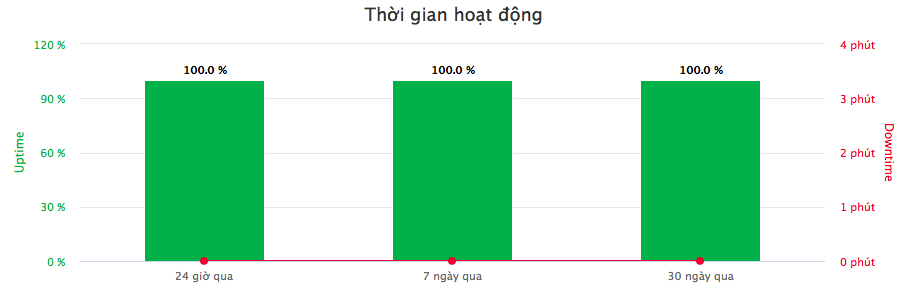 Thời gian hoạt động
120 %
4 phút
100.0 %
100.0 %
100.0 %
90 %
3 phút
Uptime
Downtime
60 %
2 phút
30 %
1 phút
0 %
0 phút
24 giờ qua
7 ngày qua
30 ngày qua